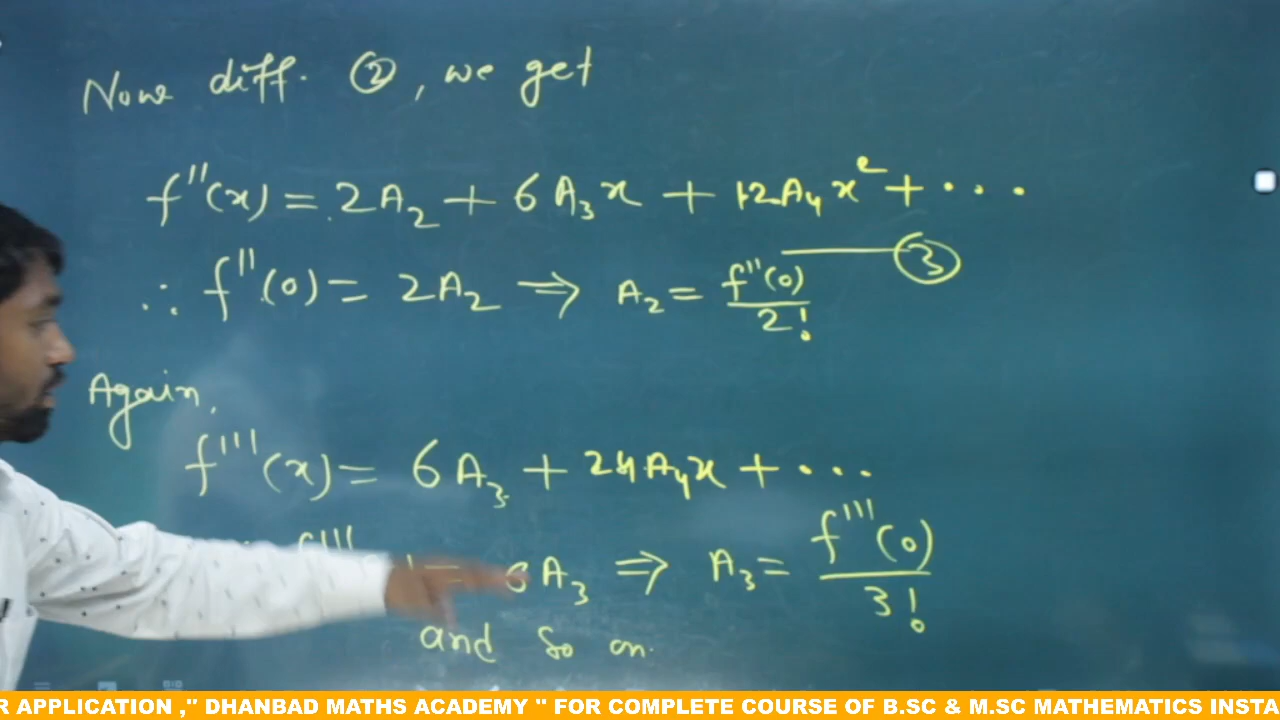 Now diff. ②, we get
f''(x) = 2A₂ + 6A₃x + 12A₄x² + ...
③
∴ f''(0) = 2A₂ ⇒ A₂ = f''(0)/2!
Again,
f'''(x) = 6A₃ + 24A₄x + ...
f''' = 6A₃ ⇒ A₃ = f'''(0)/3!
and so on.
R APPLICATION ," DHANBAD MATHS ACADEMY " FOR COMPLETE COURSE OF B.SC & M.SC MATHEMATICS INSTA